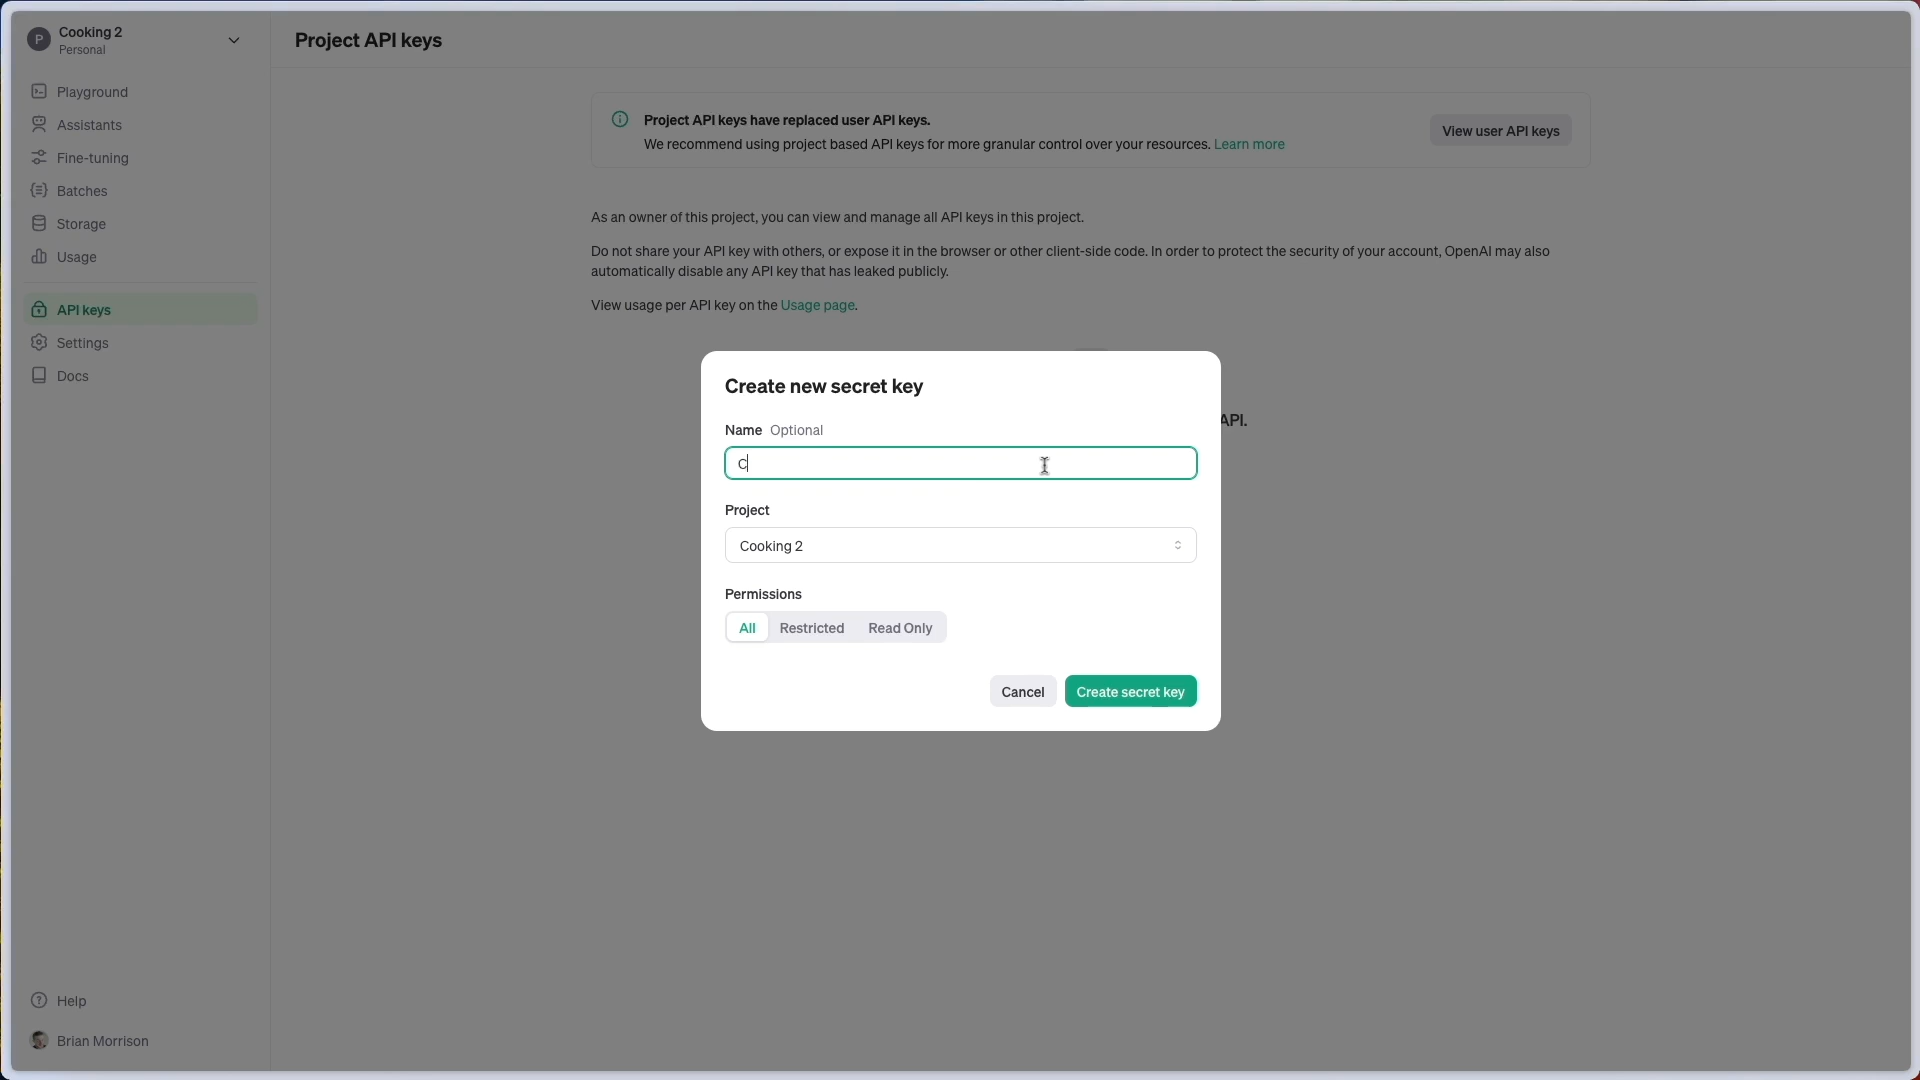 P
Cooking 2
Personal
Playground
Assistants
Fine-tuning
Batches
Storage
Usage
API keys
Settings
Docs
Help
Brian Morrison
Project API keys
Project API keys have replaced user API keys.
We recommend using project based API keys for more granular control over your resources. Learn more
View user API keys
As an owner of this project, you can view and manage all API keys in this project.
Do not share your API key with others, or expose it in the browser or other client-side code. In order to protect the security of your account, OpenAI may also
automatically disable any API key that has leaked publicly.
View usage per API key on the Usage page.
API.
Create new secret key
Name Optional
C
Project
Cooking 2
Permissions
All Restricted Read Only
Cancel Create secret key